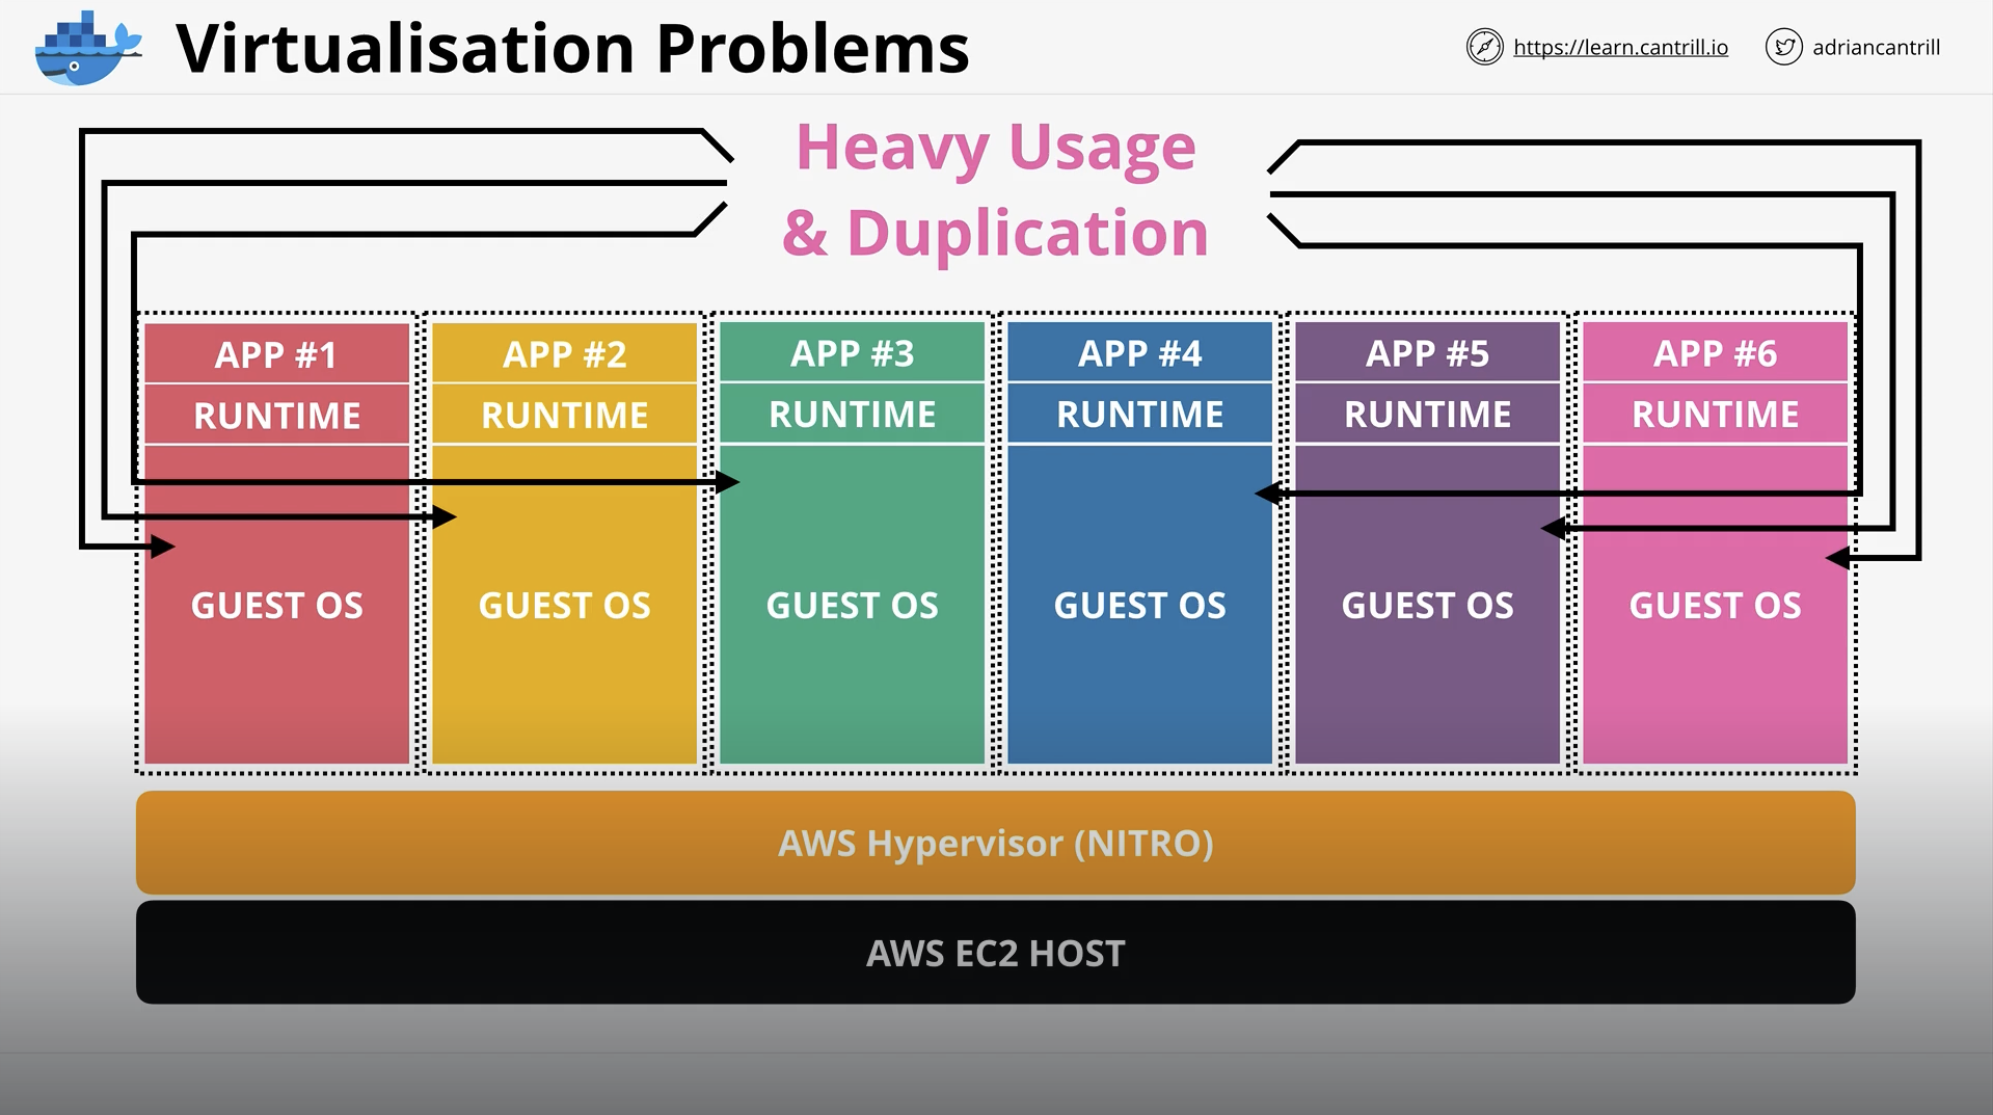 Virtualisation Problems
https://learn.cantrill.io
adriancantrill
Heavy Usage
& Duplication
APP #1
RUNTIME
GUEST OS
APP #2
RUNTIME
GUEST OS
APP #3
RUNTIME
GUEST OS
APP #4
RUNTIME
GUEST OS
APP #5
RUNTIME
GUEST OS
APP #6
RUNTIME
GUEST OS
AWS Hypervisor (NITRO)
AWS EC2 HOST